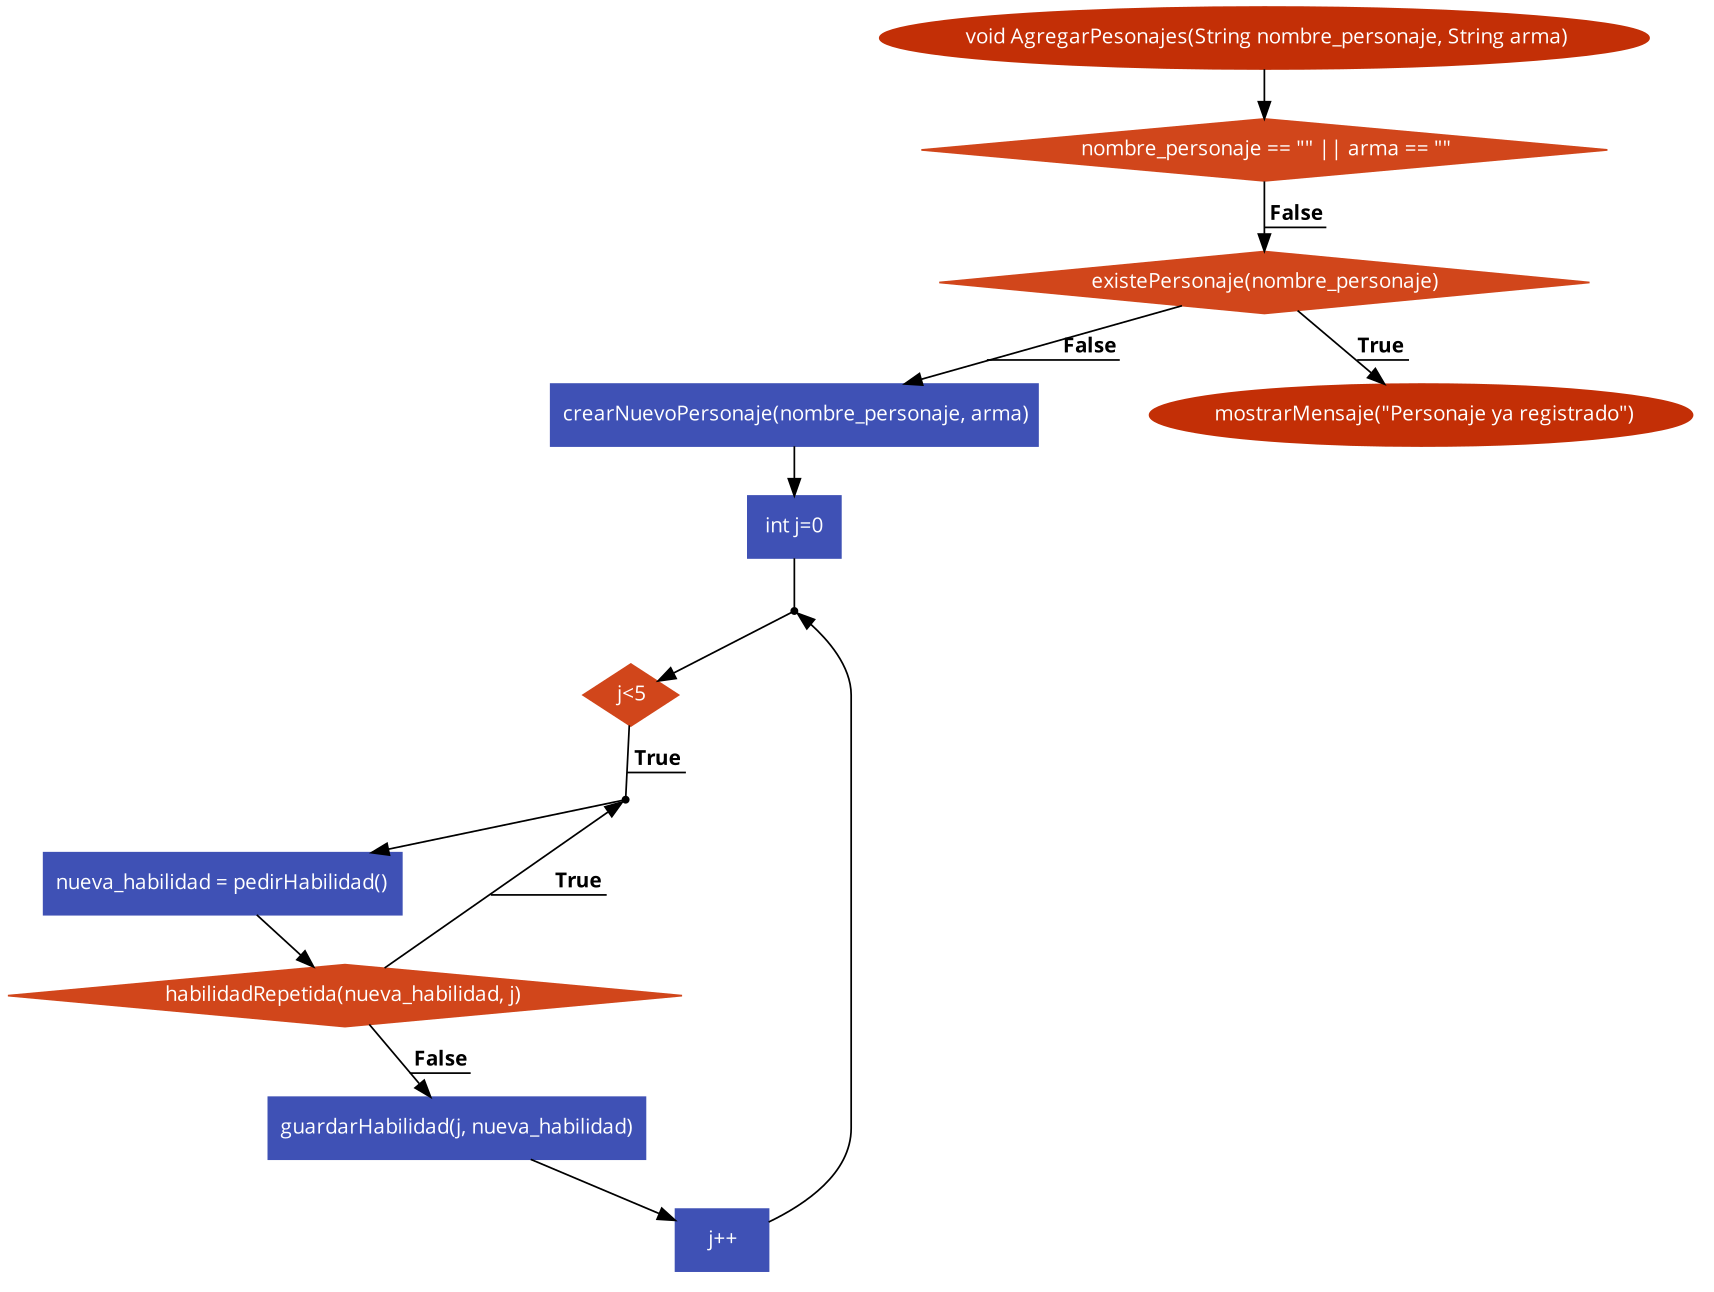 void AgregarPesonajes(String nombre_personaje, String arma)
nombre_personaje == "" || arma == ""
False
existePersonaje(nombre_personaje)
False
True
crearNuevoPersonaje(nombre_personaje, arma)
mostrarMensaje("Personaje ya registrado")
int j=0
j<5
True
nueva_habilidad = pedirHabilidad()
True
habilidadRepetida(nueva_habilidad, j)
False
guardarHabilidad(j, nueva_habilidad)
j++